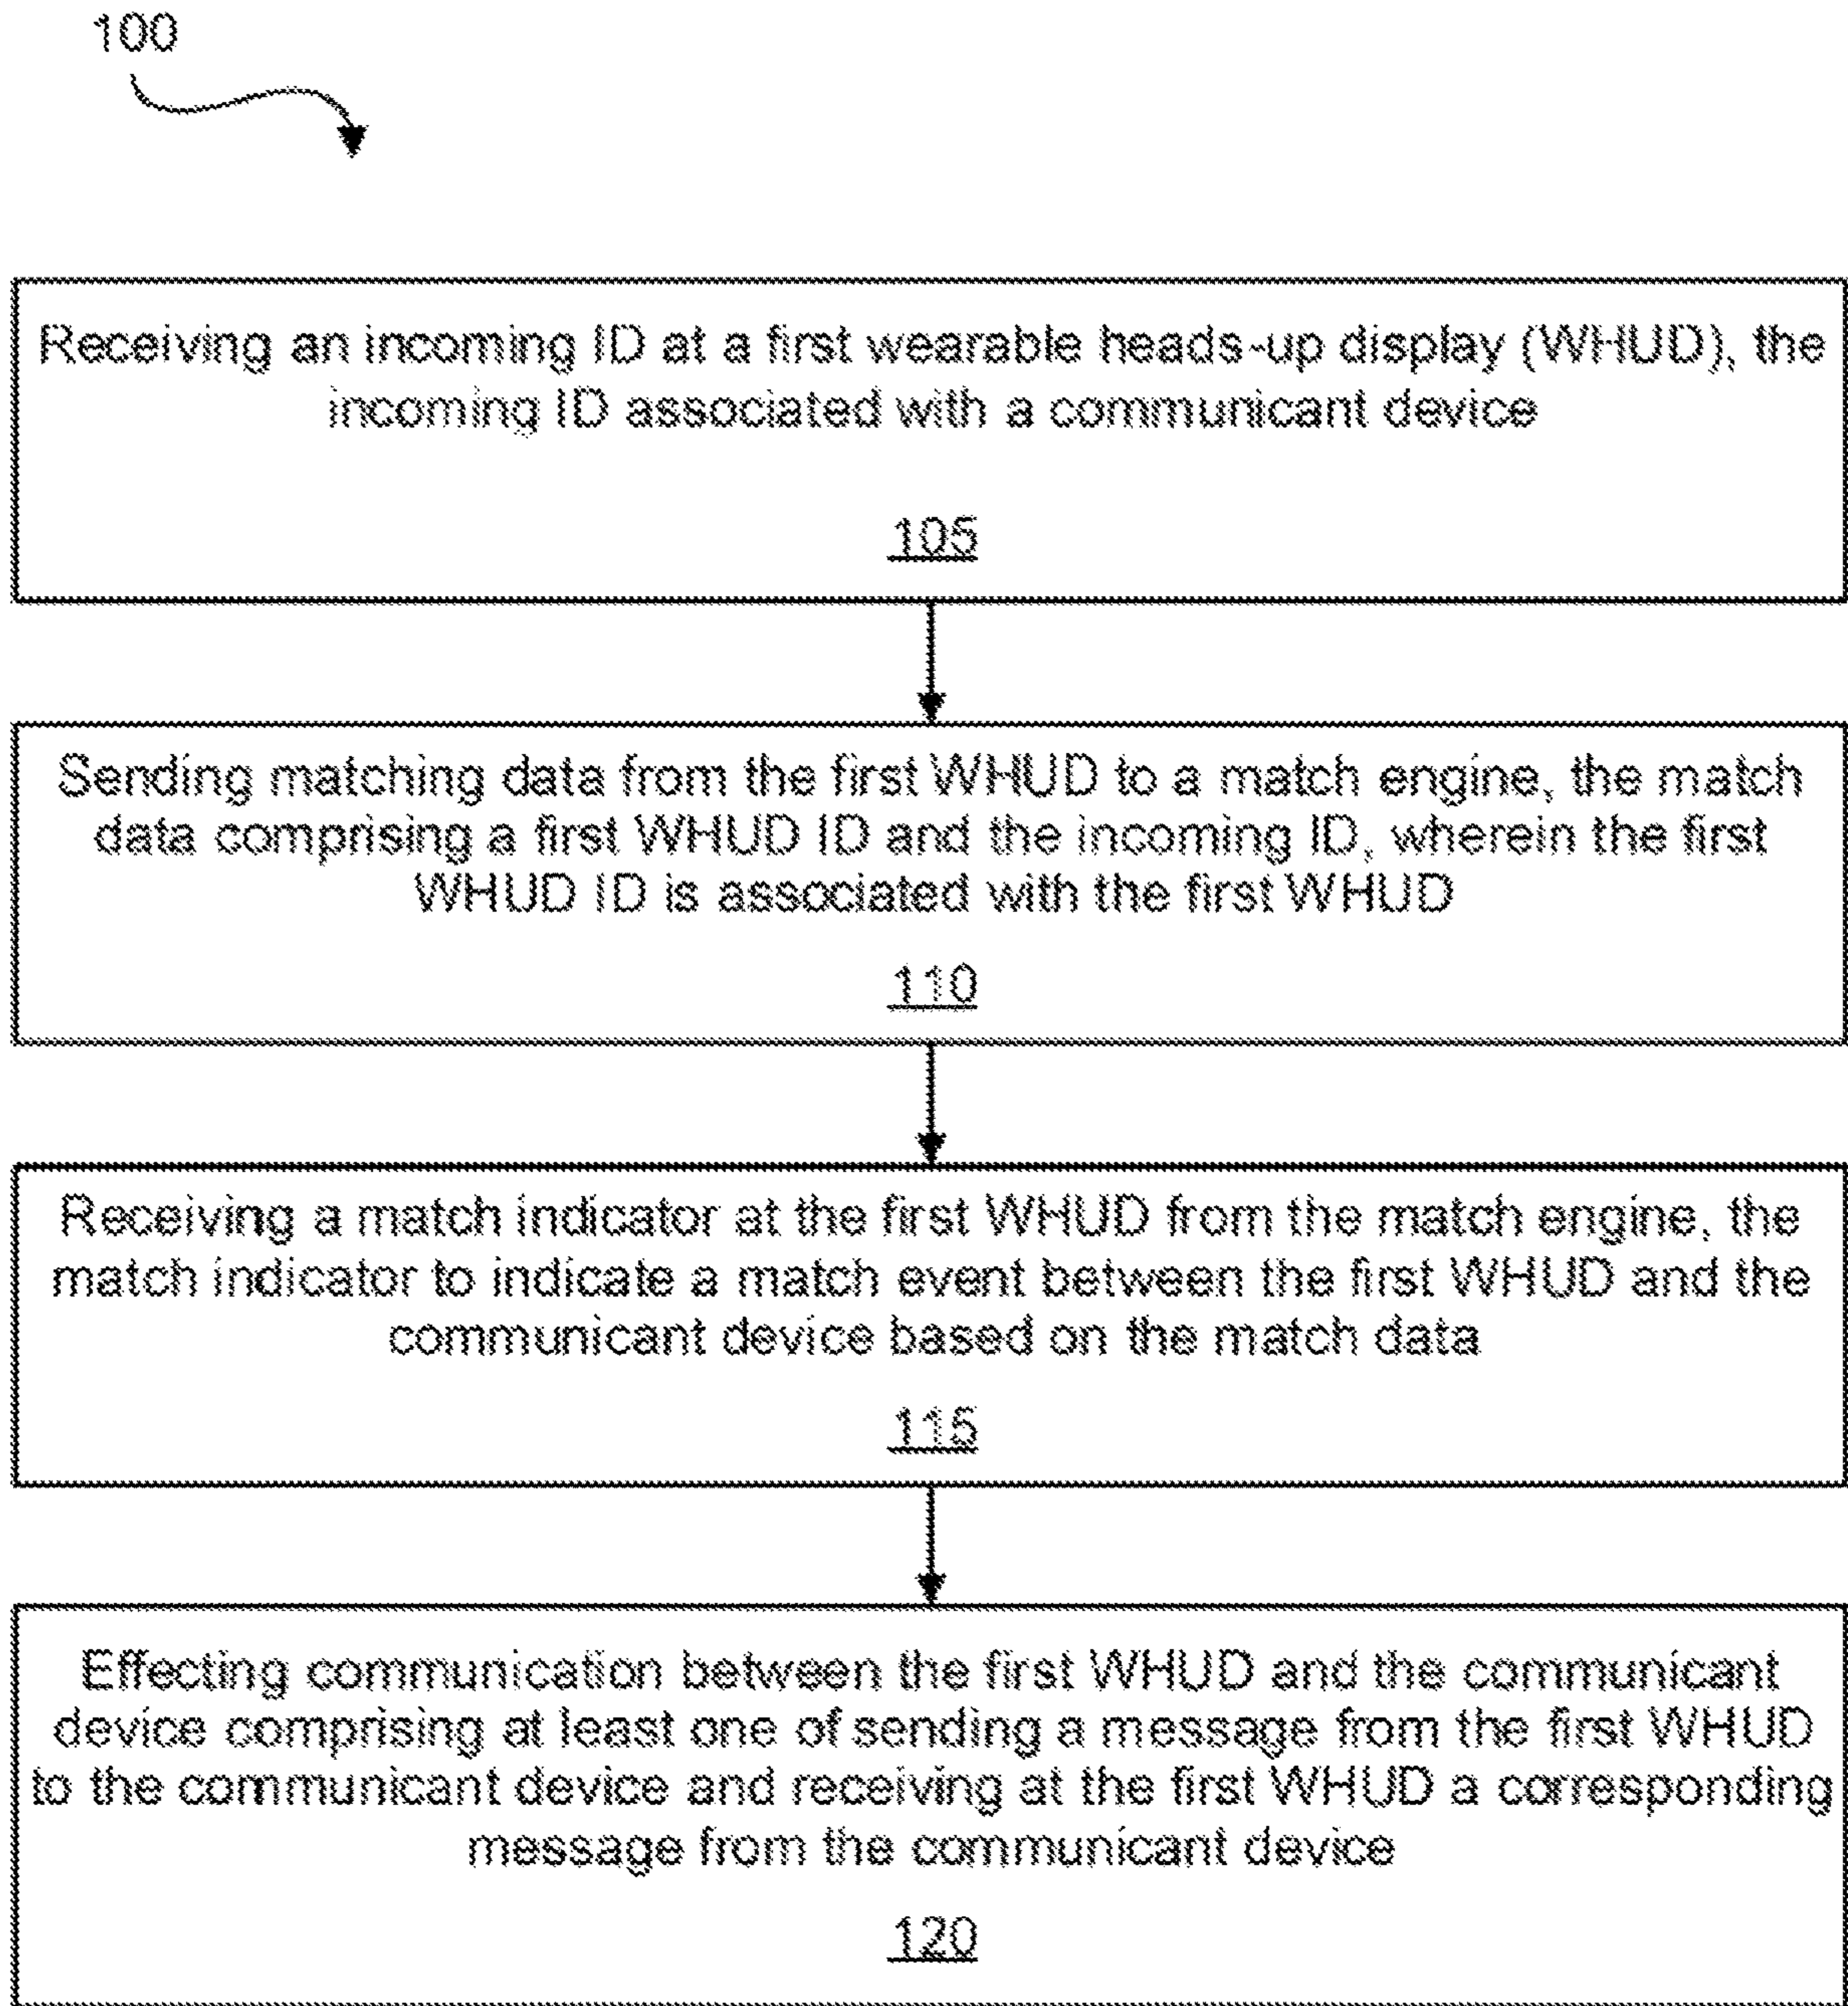 100
Receiving an incoming ID at a first wearable heads-up display (WHUD), the
incoming ID associated with a communicant device
105
Sending matching data from the first WHUD to a match engine, the match
data comprising a first WHUD ID and the incoming ID, wherein the first
WHUD ID is associated with the first WHUD
110
Receiving a match indicator at the first WHUD from the match engine, the
match indicator to indicate a match event between the first WHUD and the
communicant device based on the match data
115
Effecting communication between the first WHUD and the communicant
device comprising at least one of sending a message from the first WHUD
to the communicant device and receiving at the first WHUD a corresponding
message from the communicant device
120